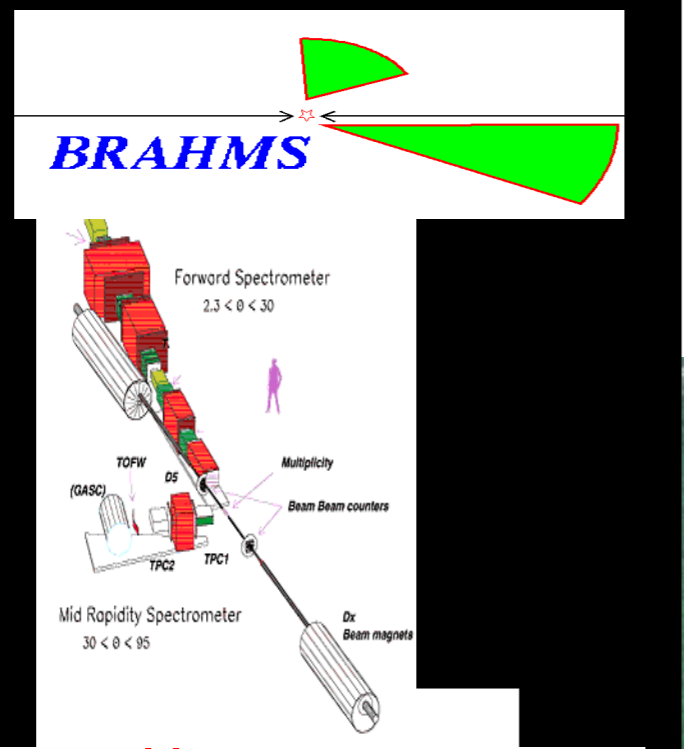 BRAHMS
Forward Spectrometer
2.3 < θ < 30
TOFW
Multiplicity
D5
(GASC)
Beam Beam counters
TPC2
TPC1
Mid Rapidity Spectrometer
30 < θ < 95
Dx
Beam magnets